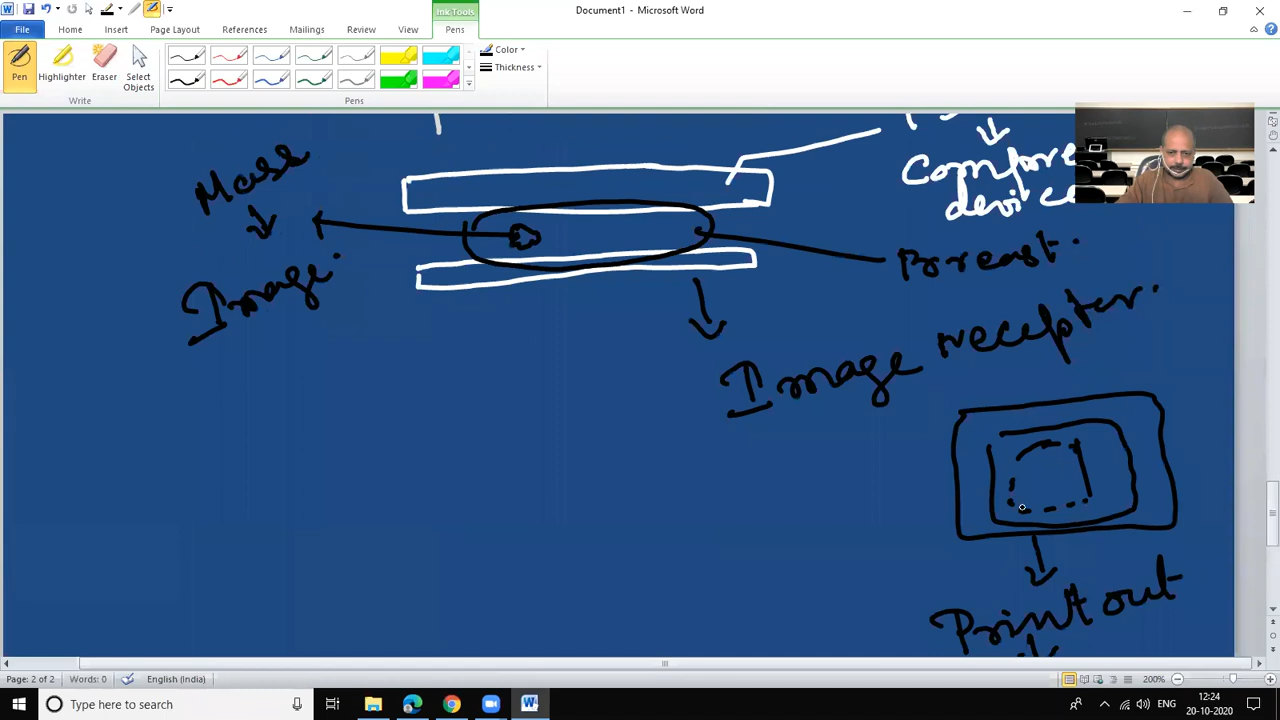 Document1 - Microsoft Word
Ink Tools
File Home Insert Page Layout References Mailings Review View Pens
Pen Highlighter Eraser Select Objects
Color
Thickness
Write
Pens
Mass
Image.
device
Breast.
Image receptor.
Print out
Page: 2 of 2 Words: 0 English (India) 200%
Type here to search
ENG
12:24
20-10-2020